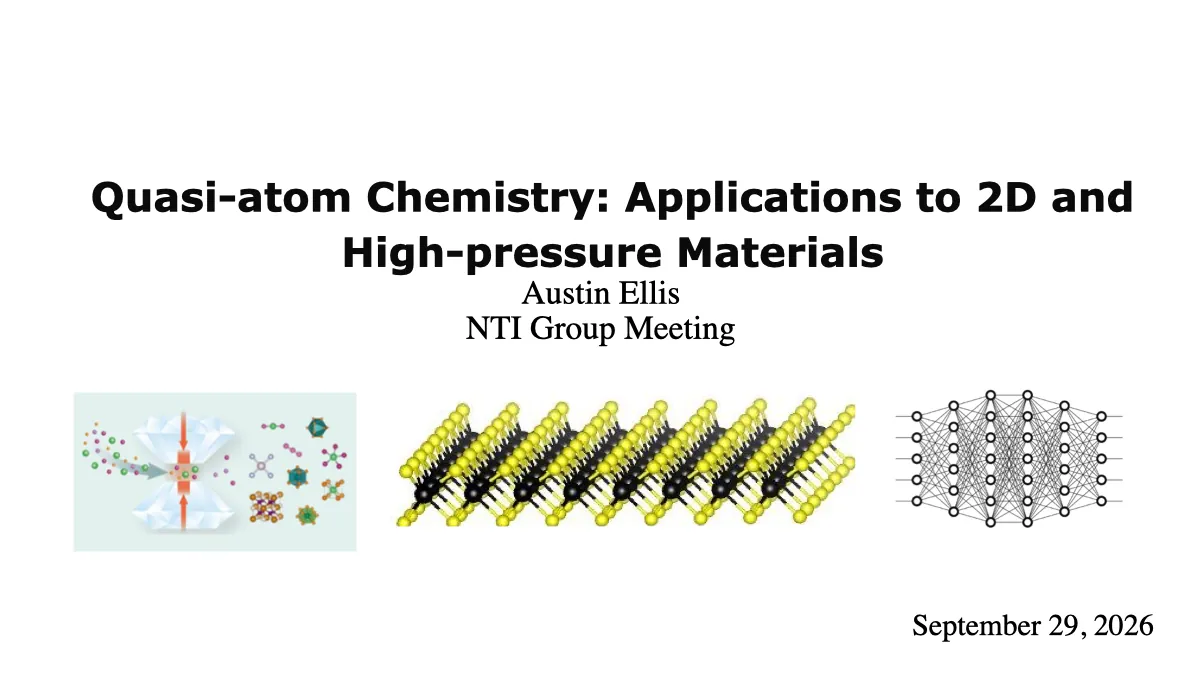 Quasi-atom Chemistry: Applications to 2D and
High-pressure Materials
Austin Ellis
NTI Group Meeting
September 29, 2026